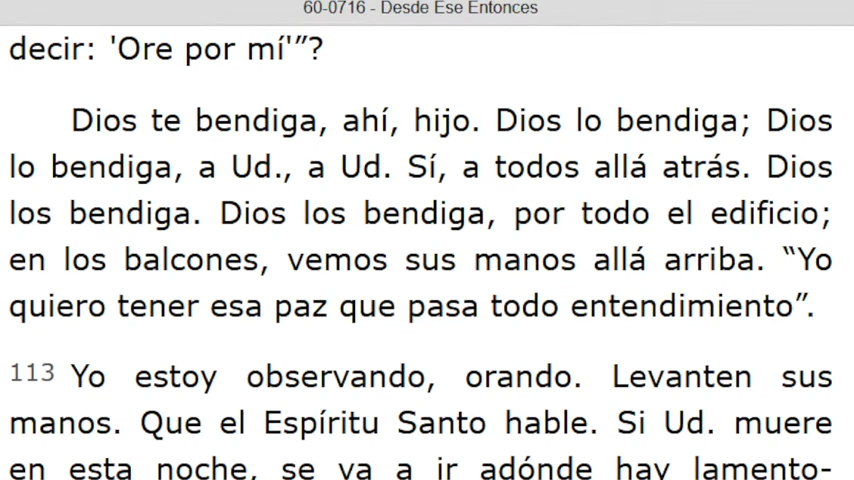 60-0716 - Desde Ese Entonces
decir: 'Ore por mí'”?
Dios te bendiga, ahí, hijo. Dios lo bendiga; Dios
lo bendiga, a Ud., a Ud. Sí, a todos allá atrás. Dios
los bendiga. Dios los bendiga, por todo el edificio;
en los balcones, vemos sus manos allá arriba. “Yo
quiero tener esa paz que pasa todo entendimiento”.
113 Yo estoy observando, orando. Levanten sus
manos. Que el Espíritu Santo hable. Si Ud. muere
en esta noche, se va a ir adónde hay lamento-